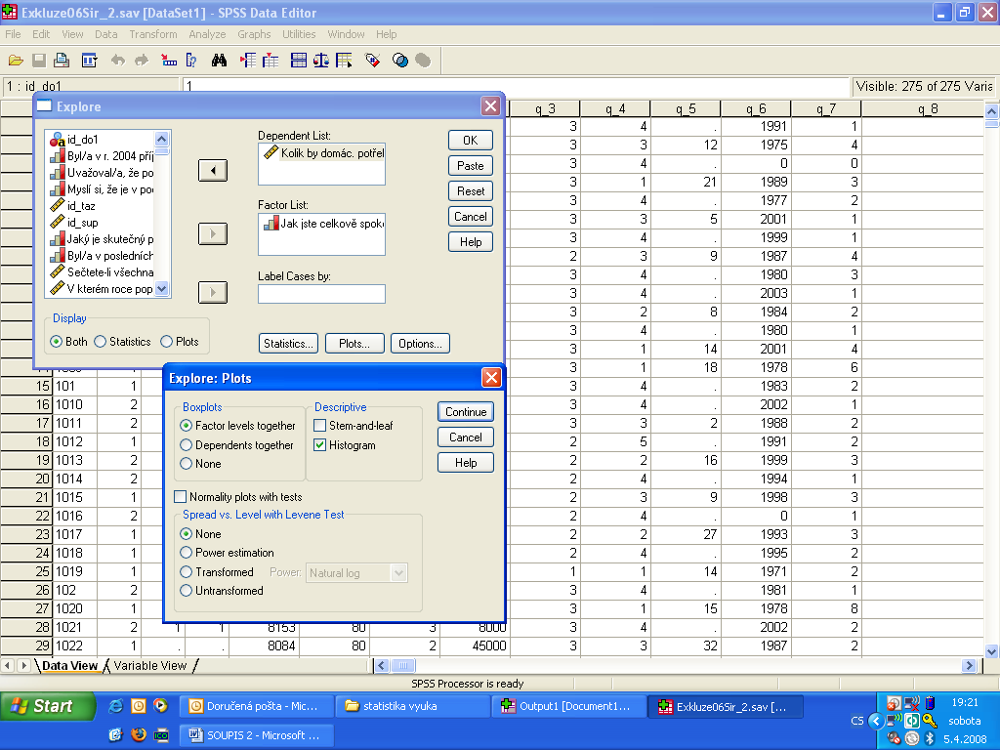 Exkluze06Sir_2.sav [DataSet1] - SPSS Data Editor
File Edit View Data Transform Analyze Graphs Utilities Window Help
1 : id_do1 1 Visible: 275 of 275 Varia
q_3 q_4 q_5 q_6 q_7 q_8
Explore
id_do1
Byl/a v r. 2004 příj
Uvažoval/a, že po
Myslí si, že je v po
id_taz
id_sup
Jaký je skutečný p
Byl/a v posledních
Sečtete-li všechna
V kterém roce pop
Dependent List:
Kolik by domác. potřel
Factor List:
Jak jste celkově spoko
Label Cases by:
OK
Paste
Reset
Cancel
Help
Display
Both Statistics Plots
Statistics... Plots... Options...
3 4 . 1991 1
3 3 12 1975 4
3 4 . 0 0
3 1 21 1989 3
3 4 . 1977 2
3 3 5 2001 1
3 4 . 1999 1
2 3 9 1987 4
3 4 . 1980 3
3 4 . 2003 1
3 2 8 1984 2
3 4 . 1980 1
3 1 14 2001 4
3 1 18 1978 6
15 101 1 3 4 . 1983 2
16 1010 2 3 4 . 2002 1
17 1011 2 3 3 2 1988 2
18 1012 1 2 5 . 1991 2
19 1013 2 2 2 16 1999 3
20 1014 2 2 4 . 1994 1
21 1015 1 2 3 9 1998 3
22 1016 2 2 4 . 0 1
23 1017 1 2 2 27 1993 3
24 1018 1 2 4 . 1995 2
25 1019 1 1 1 14 1971 2
26 102 2 3 4 . 1981 1
27 1020 1 3 1 15 1978 8
28 1021 2 1 1 8153 80 3 8000 3 4 . 2002 2
29 1022 1 . . 8084 80 2 45000 3 3 32 1987 2
Explore: Plots
Boxplots
Factor levels together
Dependents together
None
Descriptive
Stem-and-leaf
Histogram
Continue
Cancel
Help
Normality plots with tests
Spread vs. Level with Levene Test
None
Power estimation
Transformed Power: Natural log
Untransformed
Data View Variable View
SPSS Processor is ready
Start
Doručená pošta - Mic...
statistika vyuka
Output1 [Document1...
Exkluze06Sir_2.sav [...
SOUPIS 2 - Microsoft ...
CS
19:21
sobota
5.4.2008